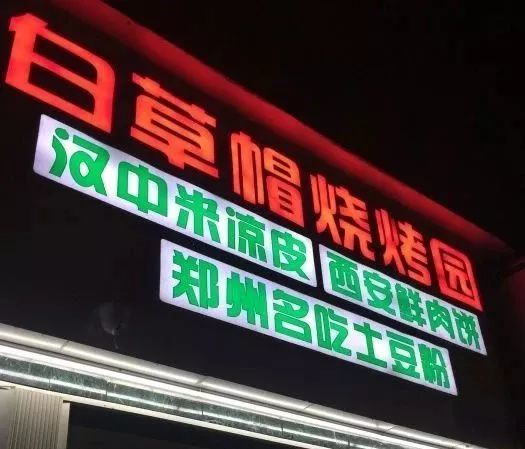 白草帽烧烤园
汉中米凉皮 西安鲜肉饼
郑州名吃土豆粉